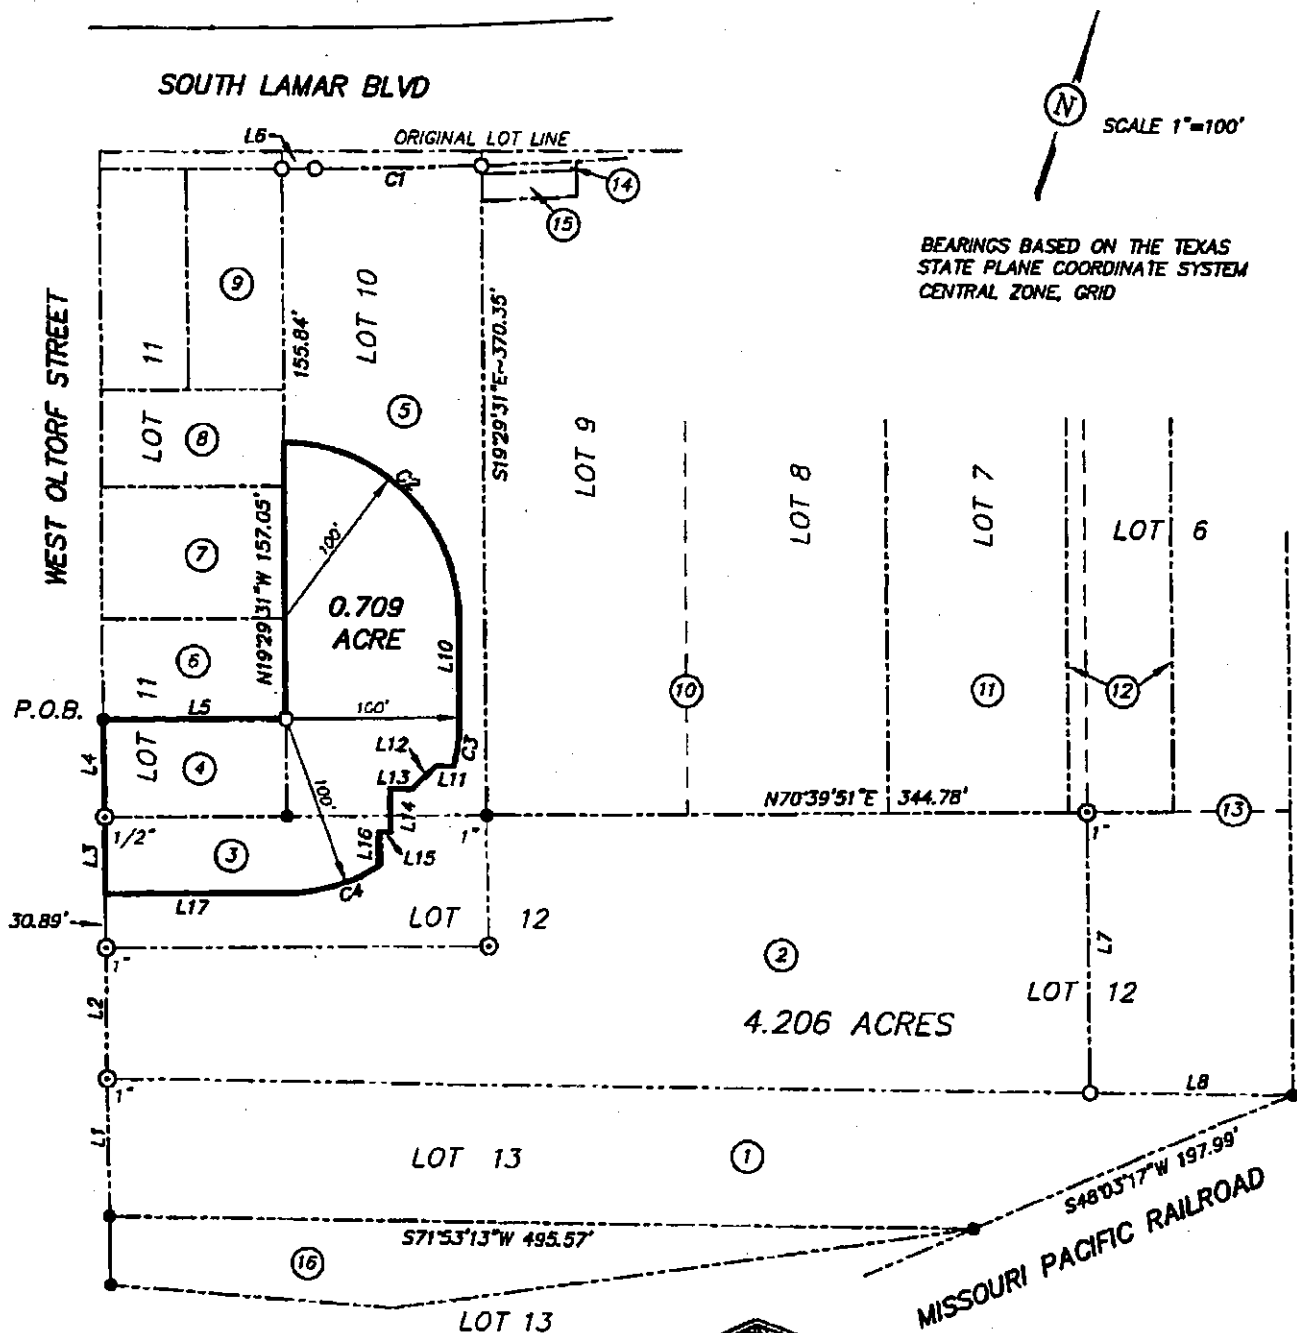 SOUTH LAMAR BLVD
N
SCALE 1"=100'
L6
ORIGINAL LOT LINE
C1
14
15
BEARINGS BASED ON THE TEXAS
STATE PLANE COORDINATE SYSTEM
CENTRAL ZONE, GRID
WEST OLTORF STREET
9
LOT 11
155.84'
LOT 10
5
S19°29'31"E~370.35'
8
7
6
LOT 9
LOT 8
LOT 7
LOT 6
N19°29'31"W 157.05'
100'
0.709
ACRE
L10
10
11
12
P.O.B.
L5
100'
LOT 11
L4
4
100'
L12
C3
L13
L11
L14
N70°39'51"E 344.78'
13
1/2"
1"
1"
L3
3
L16
L15
C4
L17
30.89'
LOT 12
1"
2
L7
LOT 12
L2
4.206 ACRES
1"
L8
L1
LOT 13
1
S48°03'17"W 197.99'
MISSOURI PACIFIC RAILROAD
S71°53'13"W 495.57'
16
LOT 13